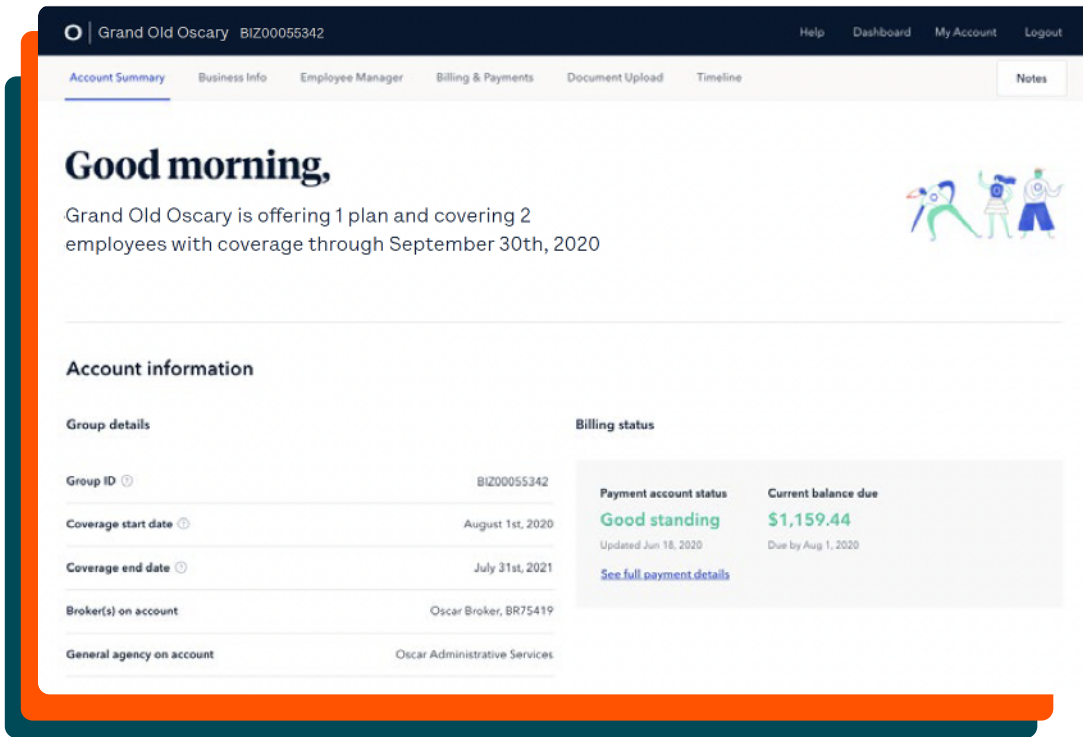 Grand Old Oscary BIZ00055342 Help Dashboard My Account Logout
Account Summary Business Info Employee Manager Billing & Payments Document Upload Timeline Notes
Good morning,
Grand Old Oscary is offering 1 plan and covering 2
employees with coverage through September 30th, 2020
Account information
Group details
Group ID ? BIZ00055342
Coverage start date ? August 1st, 2020
Coverage end date ? July 31st, 2021
Broker(s) on account Oscar Broker, BR75419
General agency on account Oscar Administrative Services
Billing status
Payment account status Current balance due
Good standing $1,159.44
Updated Jun 18, 2020 Due by Aug 1, 2020
See full payment details